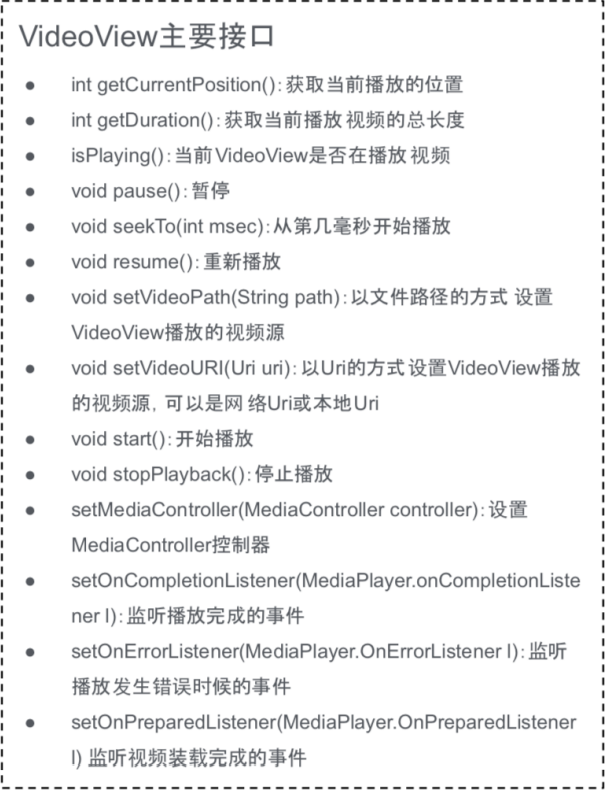 VideoView主要接口
● int getCurrentPosition():获取当前播放的位置
● int getDuration():获取当前播放视频的总长度
● isPlaying():当前VideoView是否在播放视频
● void pause():暂停
● void seekTo(int msec):从第几毫秒开始播放
● void resume():重新播放
● void setVideoPath(String path):以文件路径的方式 设置
VideoView播放的视频源
● void setVideoURI(Uri uri):以Uri的方式设置VideoView播放
的视频源, 可以是网络Uri或本地Uri
● void start():开始播放
● void stopPlayback():停止播放
● setMediaController(MediaController controller):设置
MediaController控制器
● setOnCompletionListener(MediaPlayer.onCompletionListe
ner l):监听播放完成的事件
● setOnErrorListener(MediaPlayer.OnErrorListener l):监听
播放发生错误时候的事件
● setOnPreparedListener(MediaPlayer.OnPreparedListener
l) 监听视频装载完成的事件